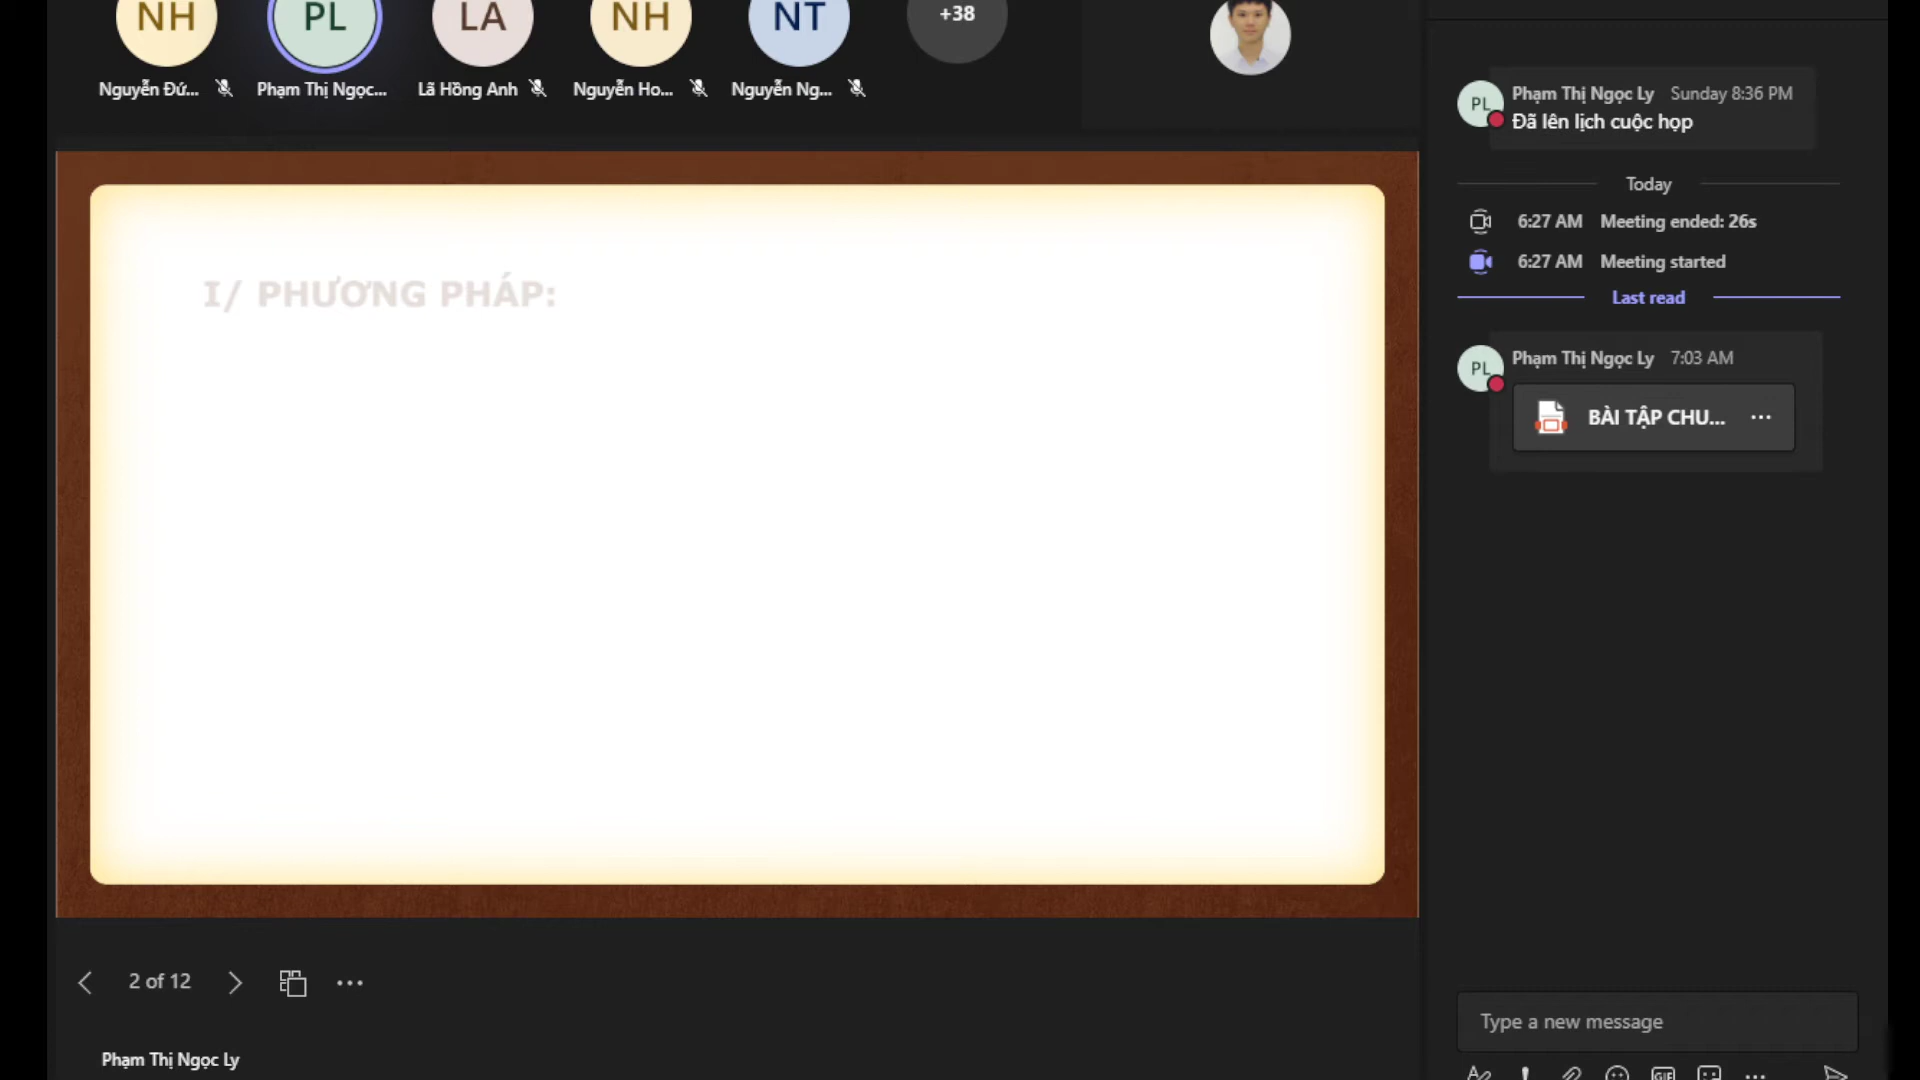 NH
PL
LA
NH
NT
+38
Nguyễn Đứ...
Phạm Thị Ngọc...
Lã Hồng Anh
Nguyễn Ho...
Nguyễn Ng...
I/ PHƯƠNG PHÁP:
2 of 12
Phạm Thị Ngọc Ly
PL
Phạm Thị Ngọc Ly Sunday 8:36 PM
Đã lên lịch cuộc họp
Today
6:27 AM Meeting ended: 26s
6:27 AM Meeting started
Last read
PL
Phạm Thị Ngọc Ly 7:03 AM
BÀI TẬP CHU...
Type a new message
GIF